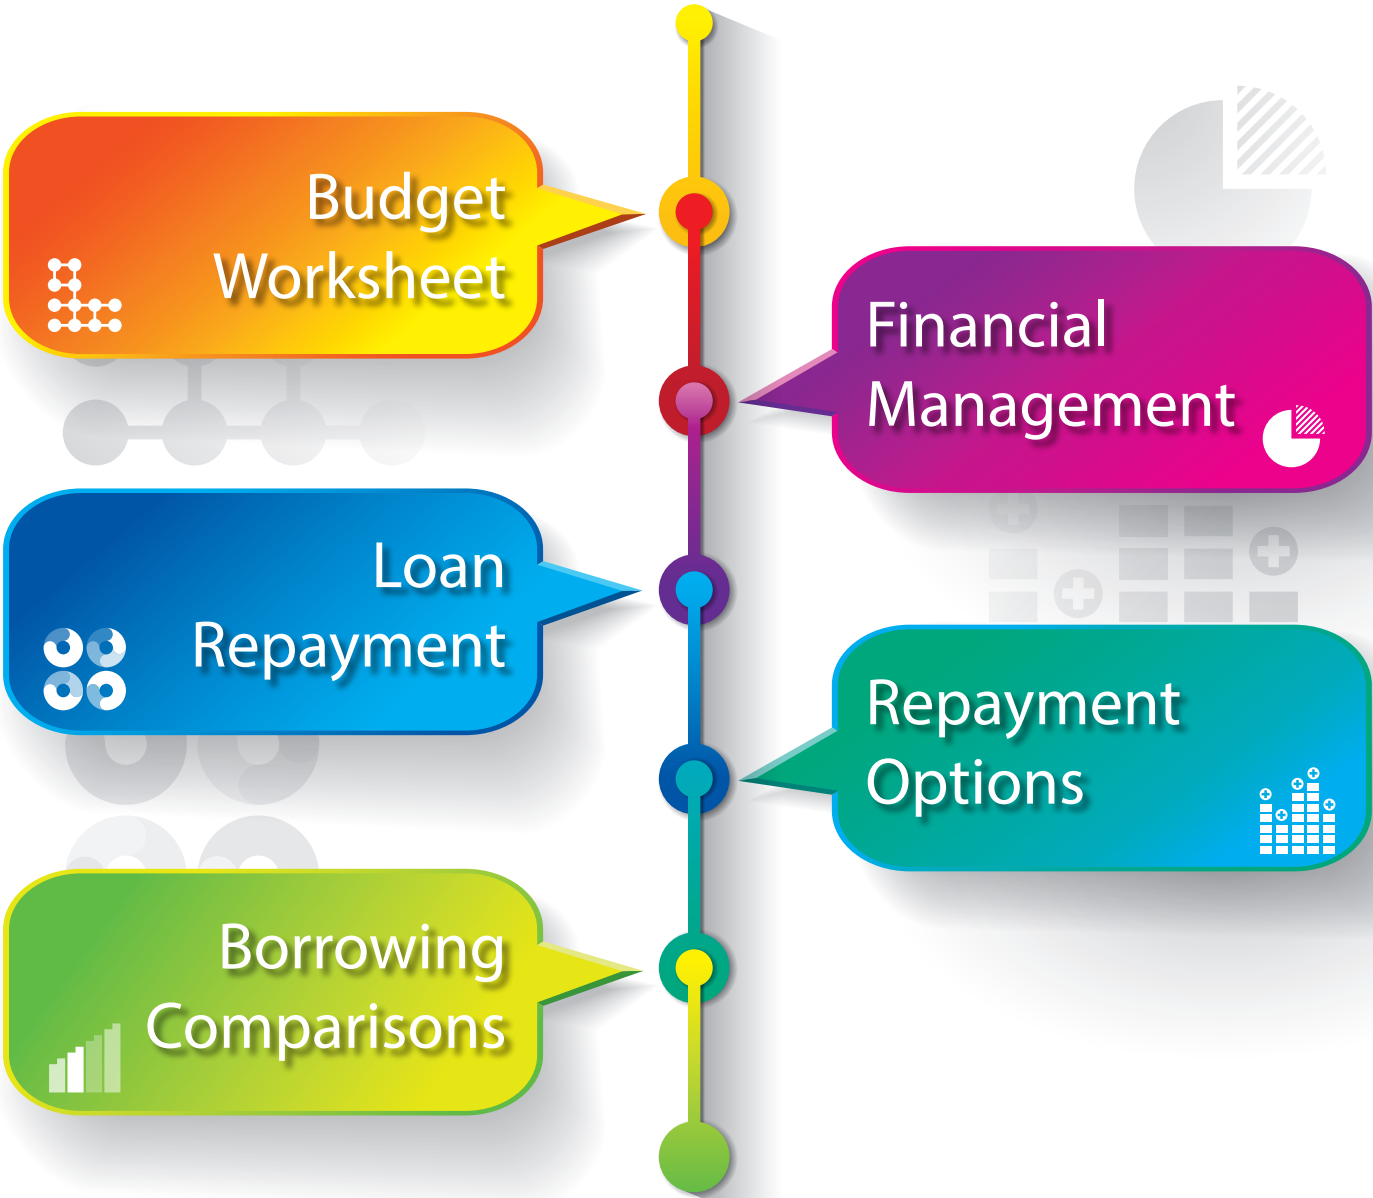 Budget
Worksheet
Financial
Management
Loan
Repayment
Repayment
Options
Borrowing
Comparisons